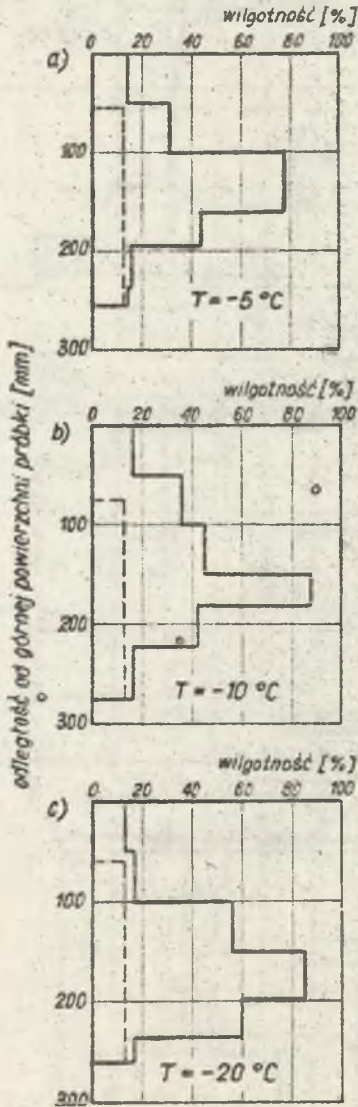 wilgotność [%]
a)
0 20 40 60 80 100
100
200
300
T = -5 °C
wilgotność [%]
b)
0 20 40 60 80 100
100
200
300
T = -10 °C
wilgotność [%]
c)
0 20 40 60 80 100
100
200
300
T = -20 °C
odległość od górnej powierzchni próbki [mm]